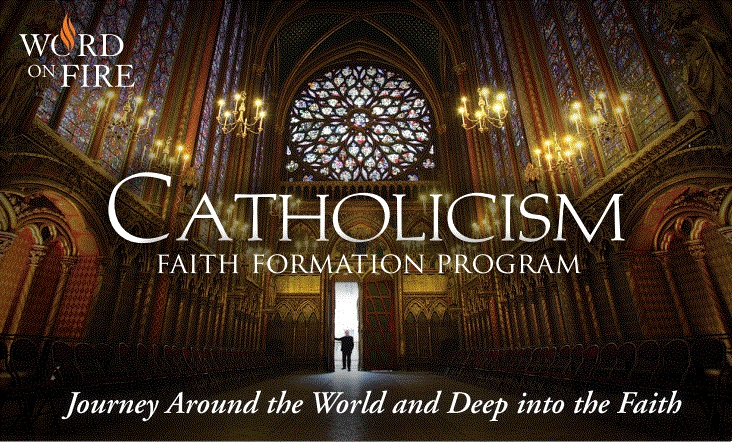 WORD
ON FIRE
CATHOLICISM
FAITH FORMATION PROGRAM
Journey Around the World and Deep into the Faith